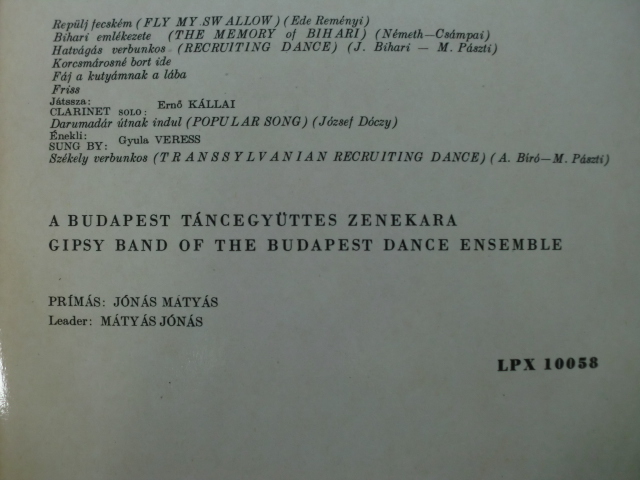 Repülj fecském (FLY MY SWALLOW) (Ede Reményi)
Bihari emlékezete (THE MEMORY of BIHARI) (Németh—Csámpai)
Hatvágás verbunkos (RECRUITING DANCE) (J. Bihari — M. Pászti)
Korcsmárosné bort ide
Fáj a kutyámnak a lába
Friss
Játssza:
CLARINET SOLO: Ernő KÁLLAI
Darumadár útnak indul (POPULAR SONG) (József Dóczy)
Énekli:
SUNG BY: Gyula VERESS
Székely verbunkos (TRANSSYLVANIAN RECRUITING DANCE) (A. Bíró—M. Pászti)
A BUDAPEST TÁNCEGYÜTTES ZENEKARA
GIPSY BAND OF THE BUDAPEST DANCE ENSEMBLE
PRÍMÁS: JÓNÁS MÁTYÁS
Leader: MÁTYÁS JÓNÁS
LPX 10058